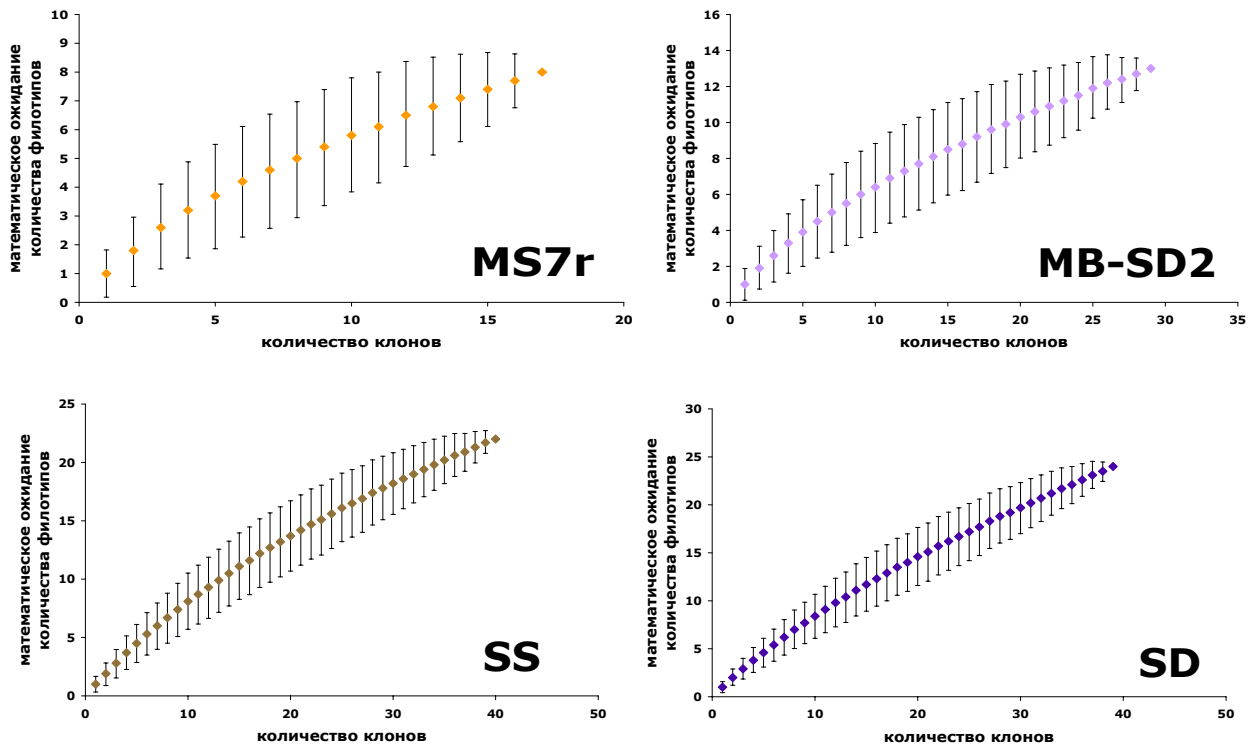 10
9
8
7
6
5
4
3
2
1
0
математическое ожидание
количества филотипов
0 5 10 15 20
количество клонов
MS7r
16
14
12
10
8
6
4
2
0
математическое ожидание
количества филотипов
0 5 10 15 20 25 30 35
количество клонов
MB-SD2
25
20
15
10
5
0
математическое ожидание
количества филотипов
0 10 20 30 40 50
количество клонов
SS
30
25
20
15
10
5
0
математическое ожидание
количества филотипов
0 10 20 30 40 50
количество клонов
SD